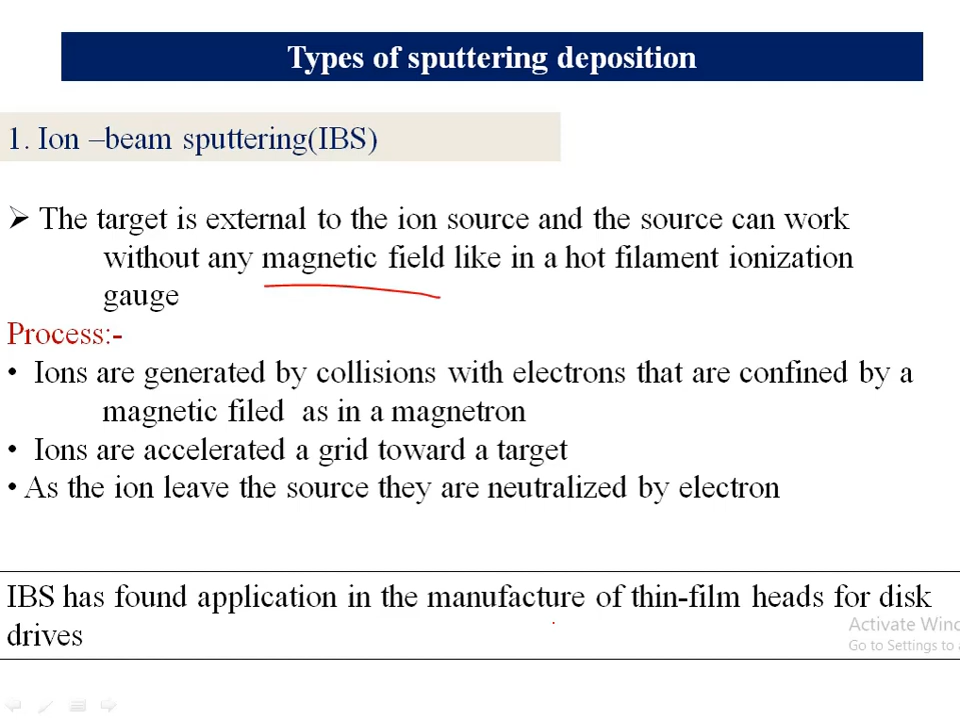 Types of sputtering deposition
1. Ion –beam sputtering(IBS)
➢ The target is external to the ion source and the source can work
without any magnetic field like in a hot filament ionization
gauge
Process:-
• Ions are generated by collisions with electrons that are confined by a
magnetic filed as in a magnetron
• Ions are accelerated a grid toward a target
• As the ion leave the source they are neutralized by electron
IBS has found application in the manufacture of thin-film heads for disk
drives
Activate Winc
Go to Settings to a